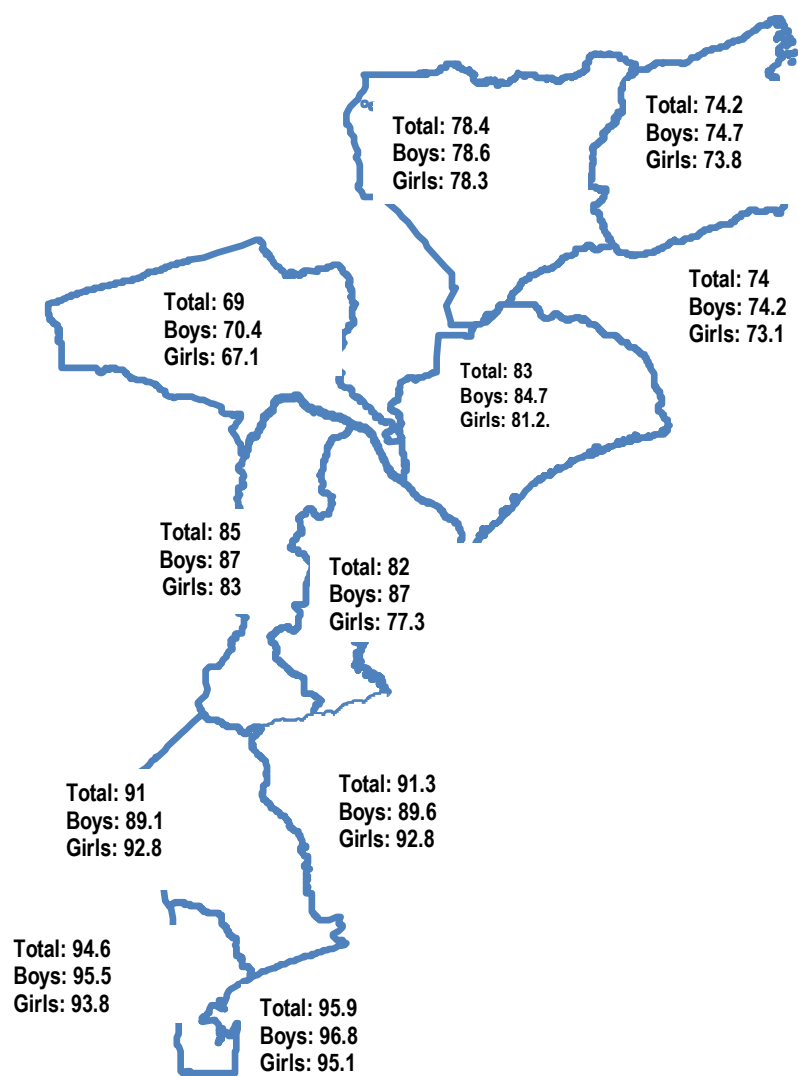 Total: 78.4
Boys: 78.6
Girls: 78.3
Total: 74.2
Boys: 74.7
Girls: 73.8
Total: 69
Boys: 70.4
Girls: 67.1
Total: 74
Boys: 74.2
Girls: 73.1
Total: 83
Boys: 84.7
Girls: 81.2.
Total: 85
Boys: 87
Girls: 83
Total: 82
Boys: 87
Girls: 77.3
Total: 91
Boys: 89.1
Girls: 92.8
Total: 91.3
Boys: 89.6
Girls: 92.8
Total: 94.6
Boys: 95.5
Girls: 93.8
Total: 95.9
Boys: 96.8
Girls: 95.1